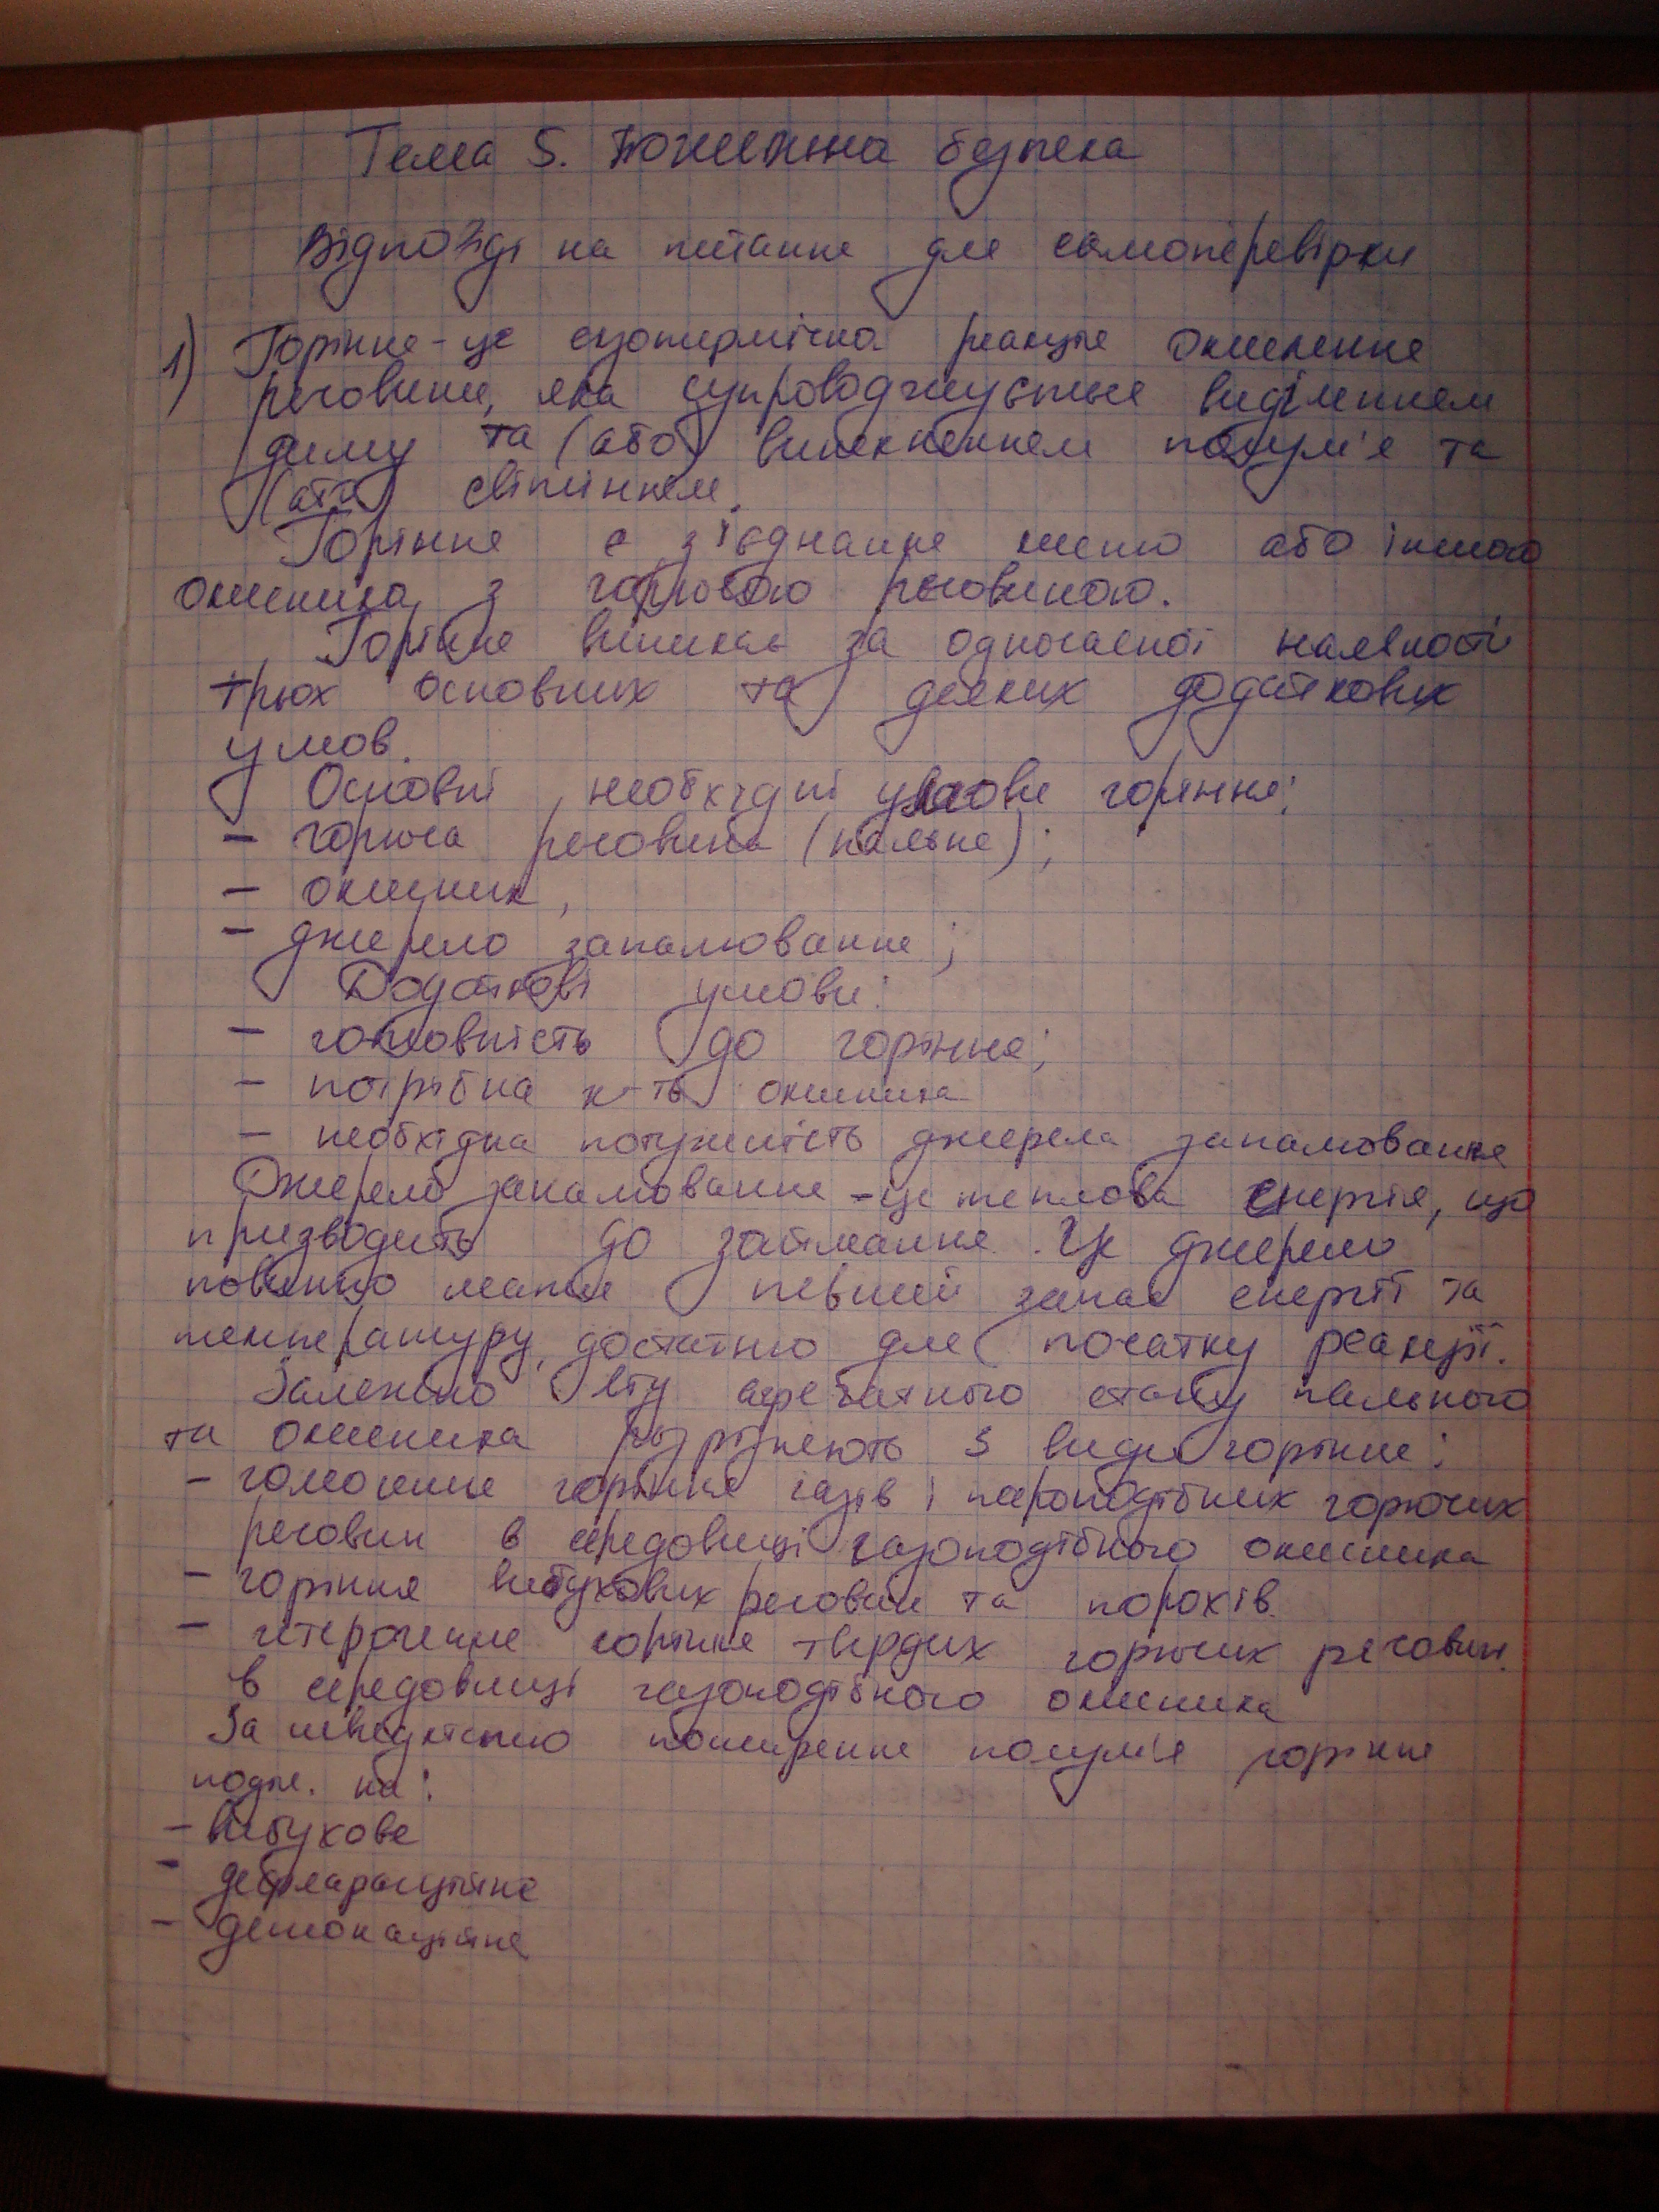 Тема 5. Пожежна безпека
Відповіді на питання для самоперевірки
1) Горіння - це екзотермічна реакція окислення
речовини, яка супроводжується виділенням
диму та (або) виникненням полум'я та
(або) світінням.
Горіння є з'єднання кисню або іншого
окисника з горючою речовиною.
Горіння виникає за одночасної наявності
трьох основних та деяких додаткових
умов.
Основні, необхідні умови горіння:
- горюча речовина (пальне);
- окисник,
- джерело запалювання;
Додаткові умови:
- готовність до горіння;
- потрібна к-ть окисника
- необхідна потужність джерела запалювання
Джерело запалювання - це теплова енергія, що
призводить до займання. Це джерело
повинно мати певний запас енергії та
температуру, достатню для початку реакції.
Залежно від агрегатного стану пального
та окисника розрізняють 3 види горіння:
- гомогенне горіння газів і пароподібних горючих
речовин в середовищі газоподібного окисника
- горіння вибухових речовин та порохів.
- гетерогенне горіння твердих горючих речовин
в середовищі газоподібного окисника
За швидкістю поширення полум'я горіння
поділ. на:
- вибухове
- дефлараційне
- детонаційне